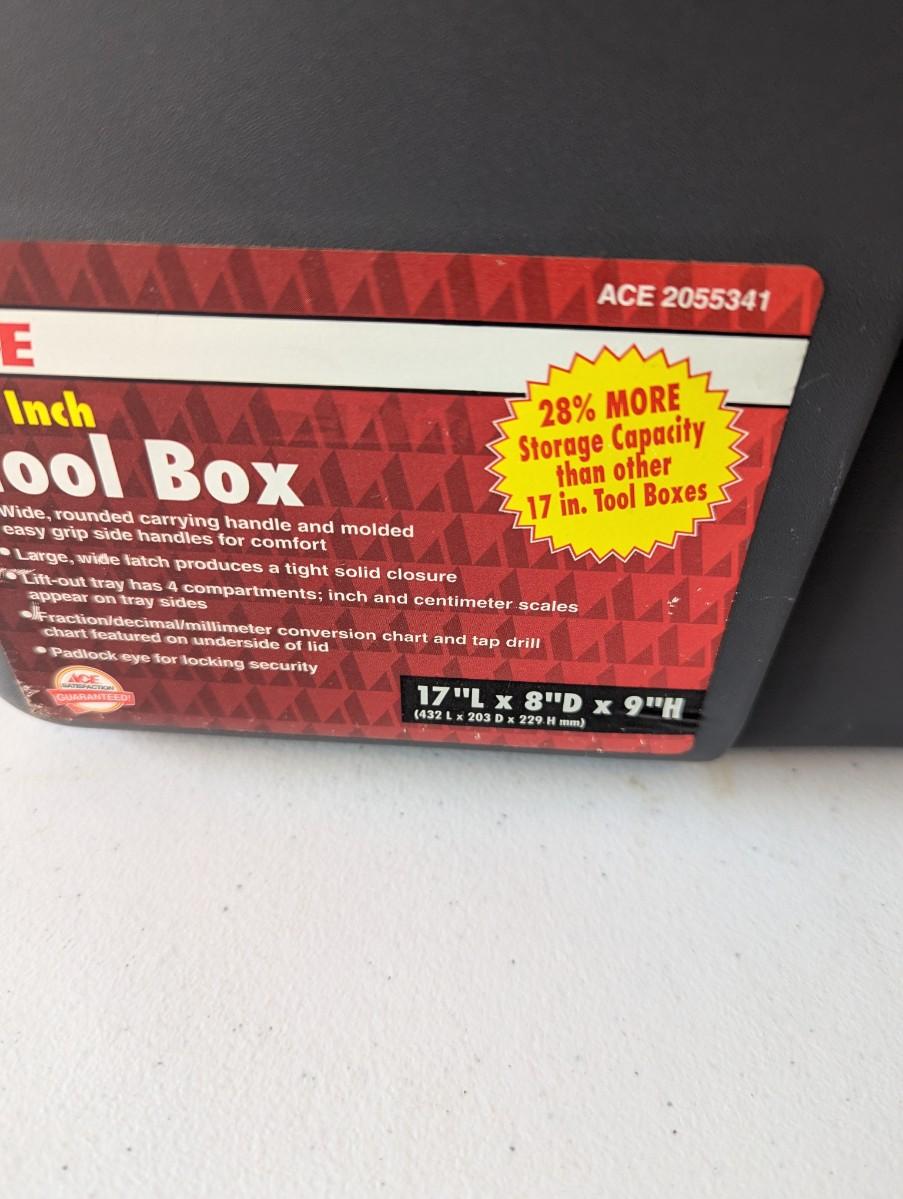 ACE 2055341
E
Inch
ool Box
28% MORE
Storage Capacity
than other
17 in. Tool Boxes
Wide, rounded carrying handle and molded
easy grip side handles for comfort
• Large, wide latch produces a tight solid closure
• Lift-out tray has 4 compartments; inch and centimeter scales
appear on tray sides
• Fraction/decimal/millimeter conversion chart and tap drill
chart featured on underside of lid
• Padlock eye for locking security
ACE
SATISFACTION
GUARANTEED!
17"L x 8"D x 9"H
(432 L x 203 D x 229 H mm)